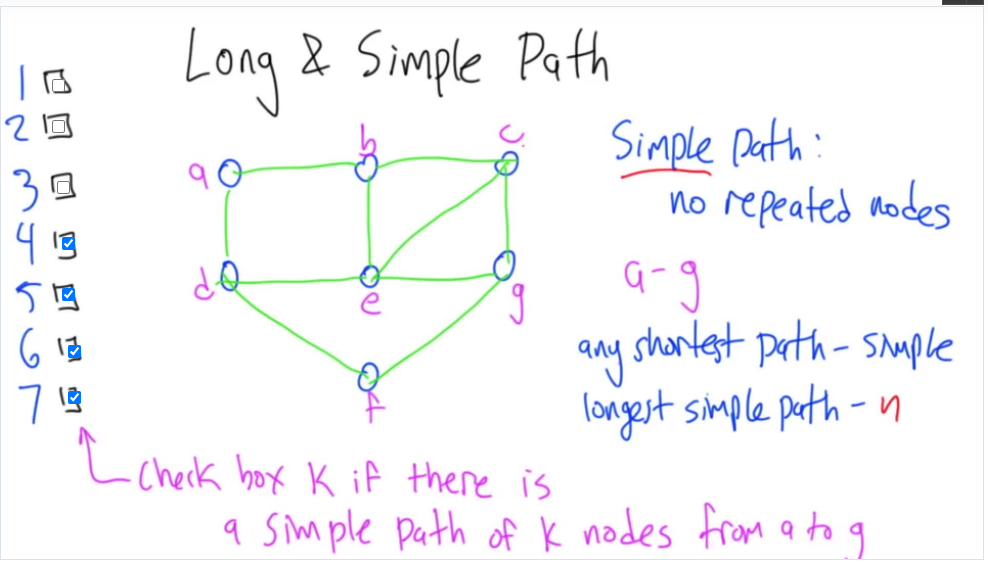 Long & Simple Path
1
2
3
4
5
6
7
a b c
d e g
f
Simple path:
no repeated nodes
a-g
any shortest path - simple
longest simple path - n
check box k if there is
a simple path of k nodes from a to g